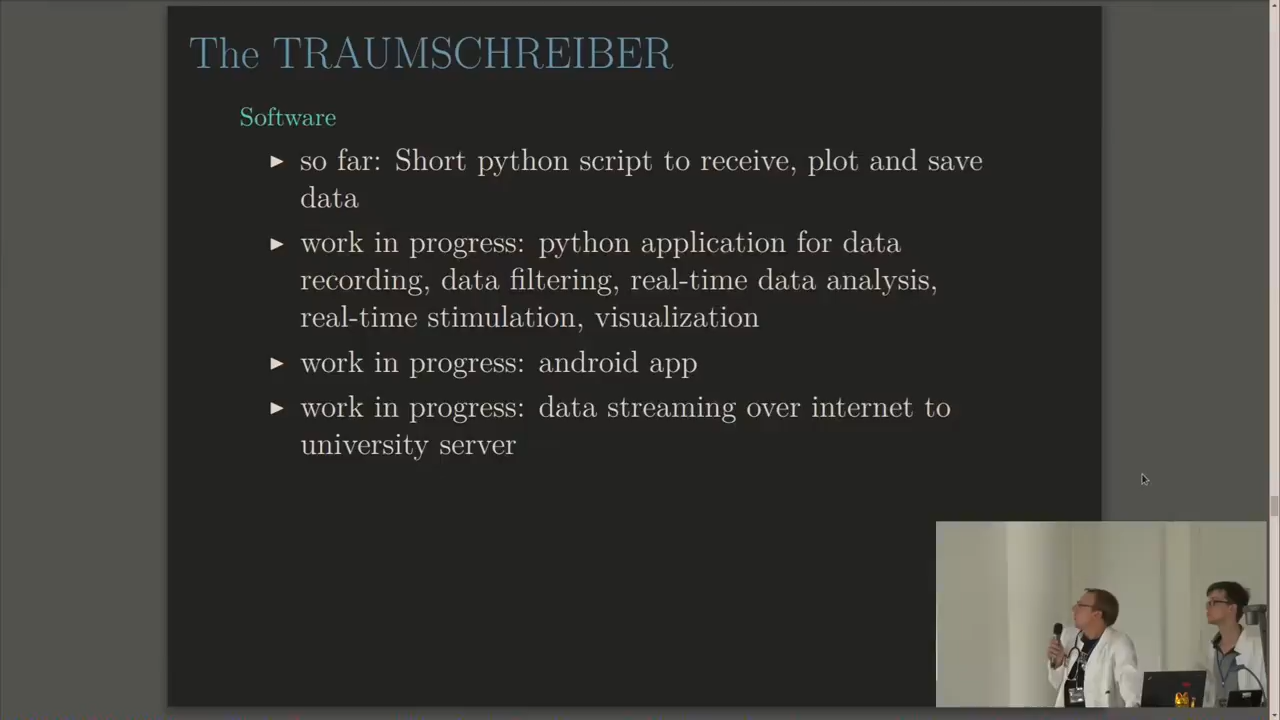 The TRAUMSCHREIBER
Software
▶ so far: Short python script to receive, plot and save
data
▶ work in progress: python application for data
recording, data filtering, real-time data analysis,
real-time stimulation, visualization
▶ work in progress: android app
▶ work in progress: data streaming over internet to
university server